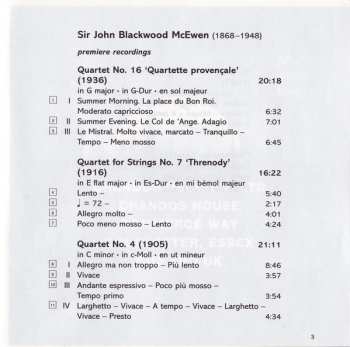 Sir John Blackwood McEwen (1868–1948)
premiere recordings
Quartet No. 16 'Quartette provençale'
(1936) 20:18
in G major · in G-Dur · en sol majeur
1 I Summer Morning. La place du Bon Roi.
Moderato capriccioso 6:32
2 II Summer Evening. Le Col de 'Ange. Adagio 7:01
3 III Le Mistral. Molto vivace, marcato – Tranquillo –
Tempo – Meno mosso 6:45
Quartet for Strings No. 7 'Threnody'
(1916) 16:22
in E flat major · in Es-Dur · en mi bémol majeur
4 Lento – 5:40
5 ♩ = 72 – 2:17
6 Allegro molto – 4:01
7 Poco meno mosso – Lento 4:24
Quartet No. 4 (1905) 21:11
in C minor · in c-Moll · en ut mineur
8 I Allegro ma non troppo – Più lento 8:46
9 II Vivace 3:57
10 III Andante espressivo – Poco più mosso –
Tempo primo 3:54
11 IV Larghetto – Vivace – A tempo – Vivace – Larghetto –
Vivace – Presto 4:34
3